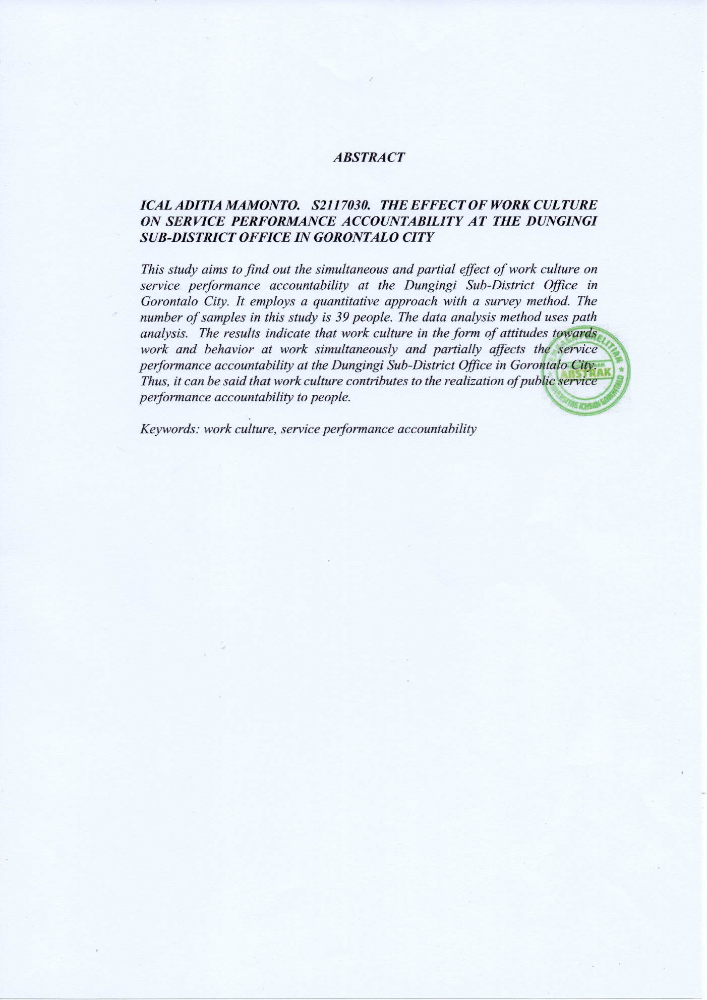 ABSTRACT
ICAL ADITIA MAMONTO. S2117030. THE EFFECT OF WORK CULTURE
ON SERVICE PERFORMANCE ACCOUNTABILITY AT THE DUNGINGI
SUB-DISTRICT OFFICE IN GORONTALO CITY
This study aims to find out the simultaneous and partial effect of work culture on
service performance accountability at the Dungingi Sub-District Office in
Gorontalo City. It employs a quantitative approach with a survey method. The
number of samples in this study is 39 people. The data analysis method uses path
analysis. The results indicate that work culture in the form of attitudes towards
work and behavior at work simultaneously and partially affects the service
performance accountability at the Dungingi Sub-District Office in Gorontalo City.
Thus, it can be said that work culture contributes to the realization of public service
performance accountability to people.
Keywords: work culture, service performance accountability
ABSTRAK
UNIVERSITAS ICHSAN GORONTALO